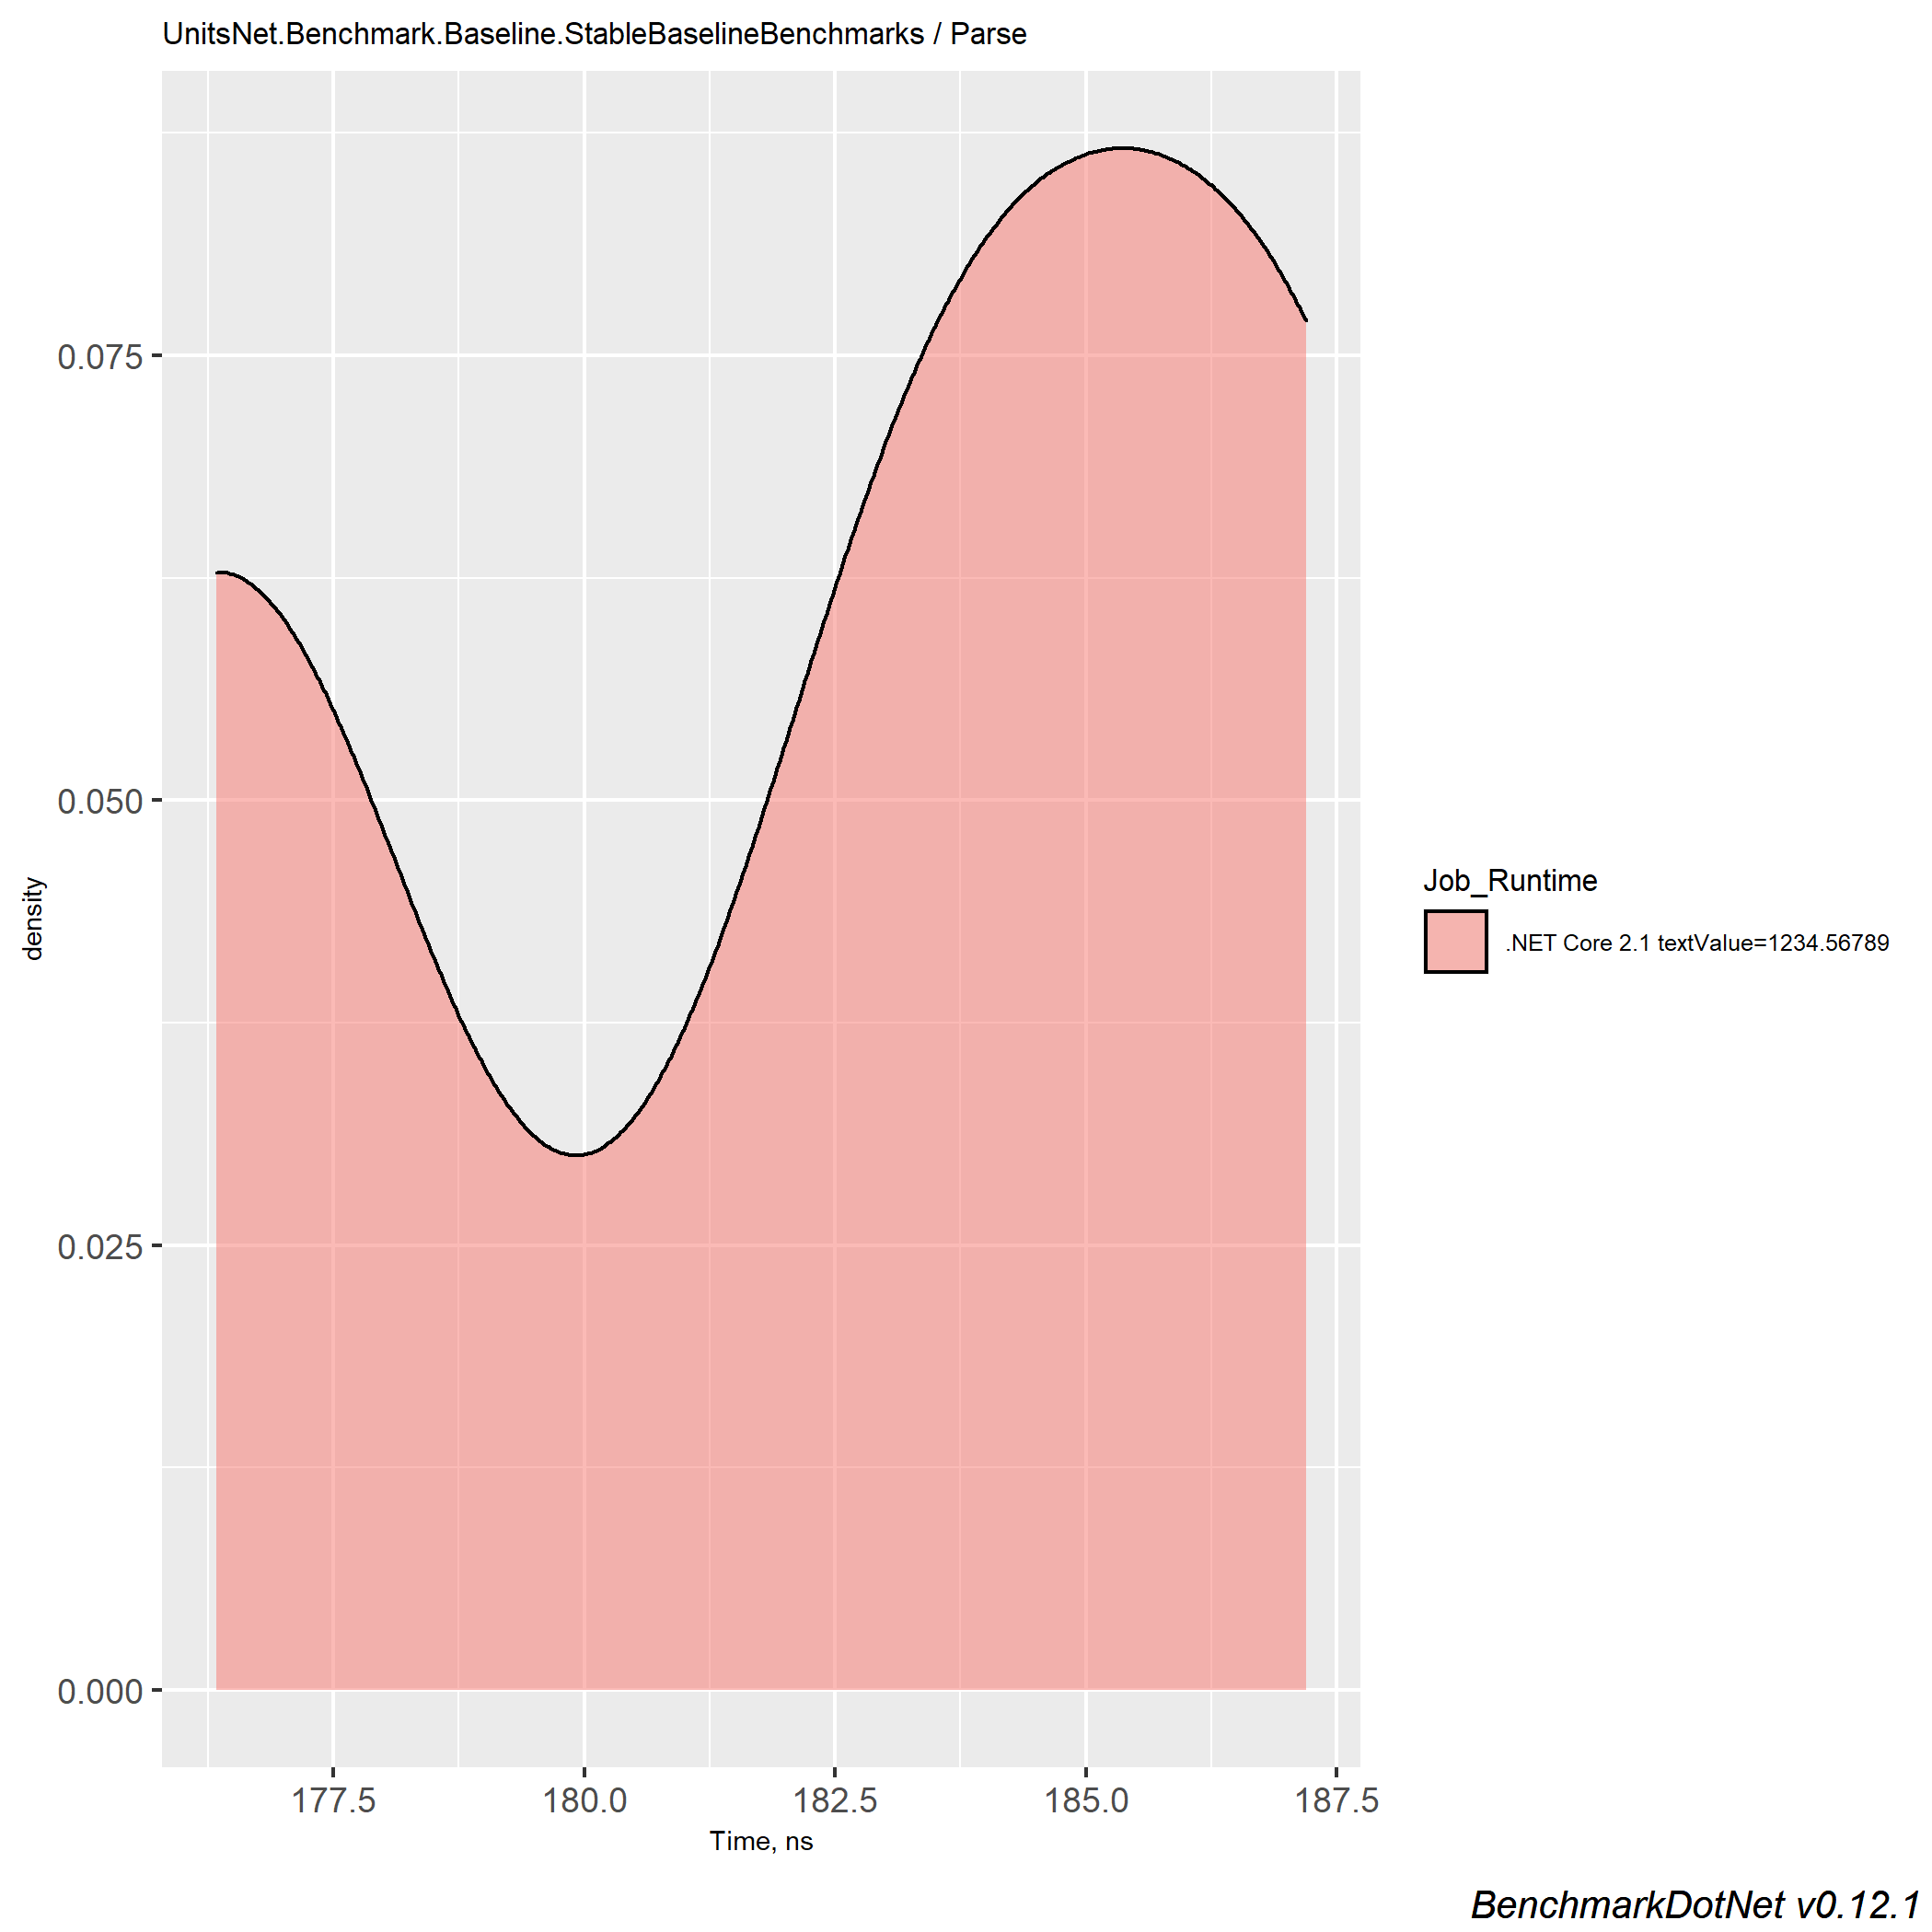 UnitsNet.Benchmark.Baseline.StableBaselineBenchmarks / Parse
0.075
0.050
0.025
0.000
density
177.5 180.0 182.5 185.0 187.5
Time, ns
Job_Runtime
.NET Core 2.1 textValue=1234.56789
BenchmarkDotNet v0.12.1